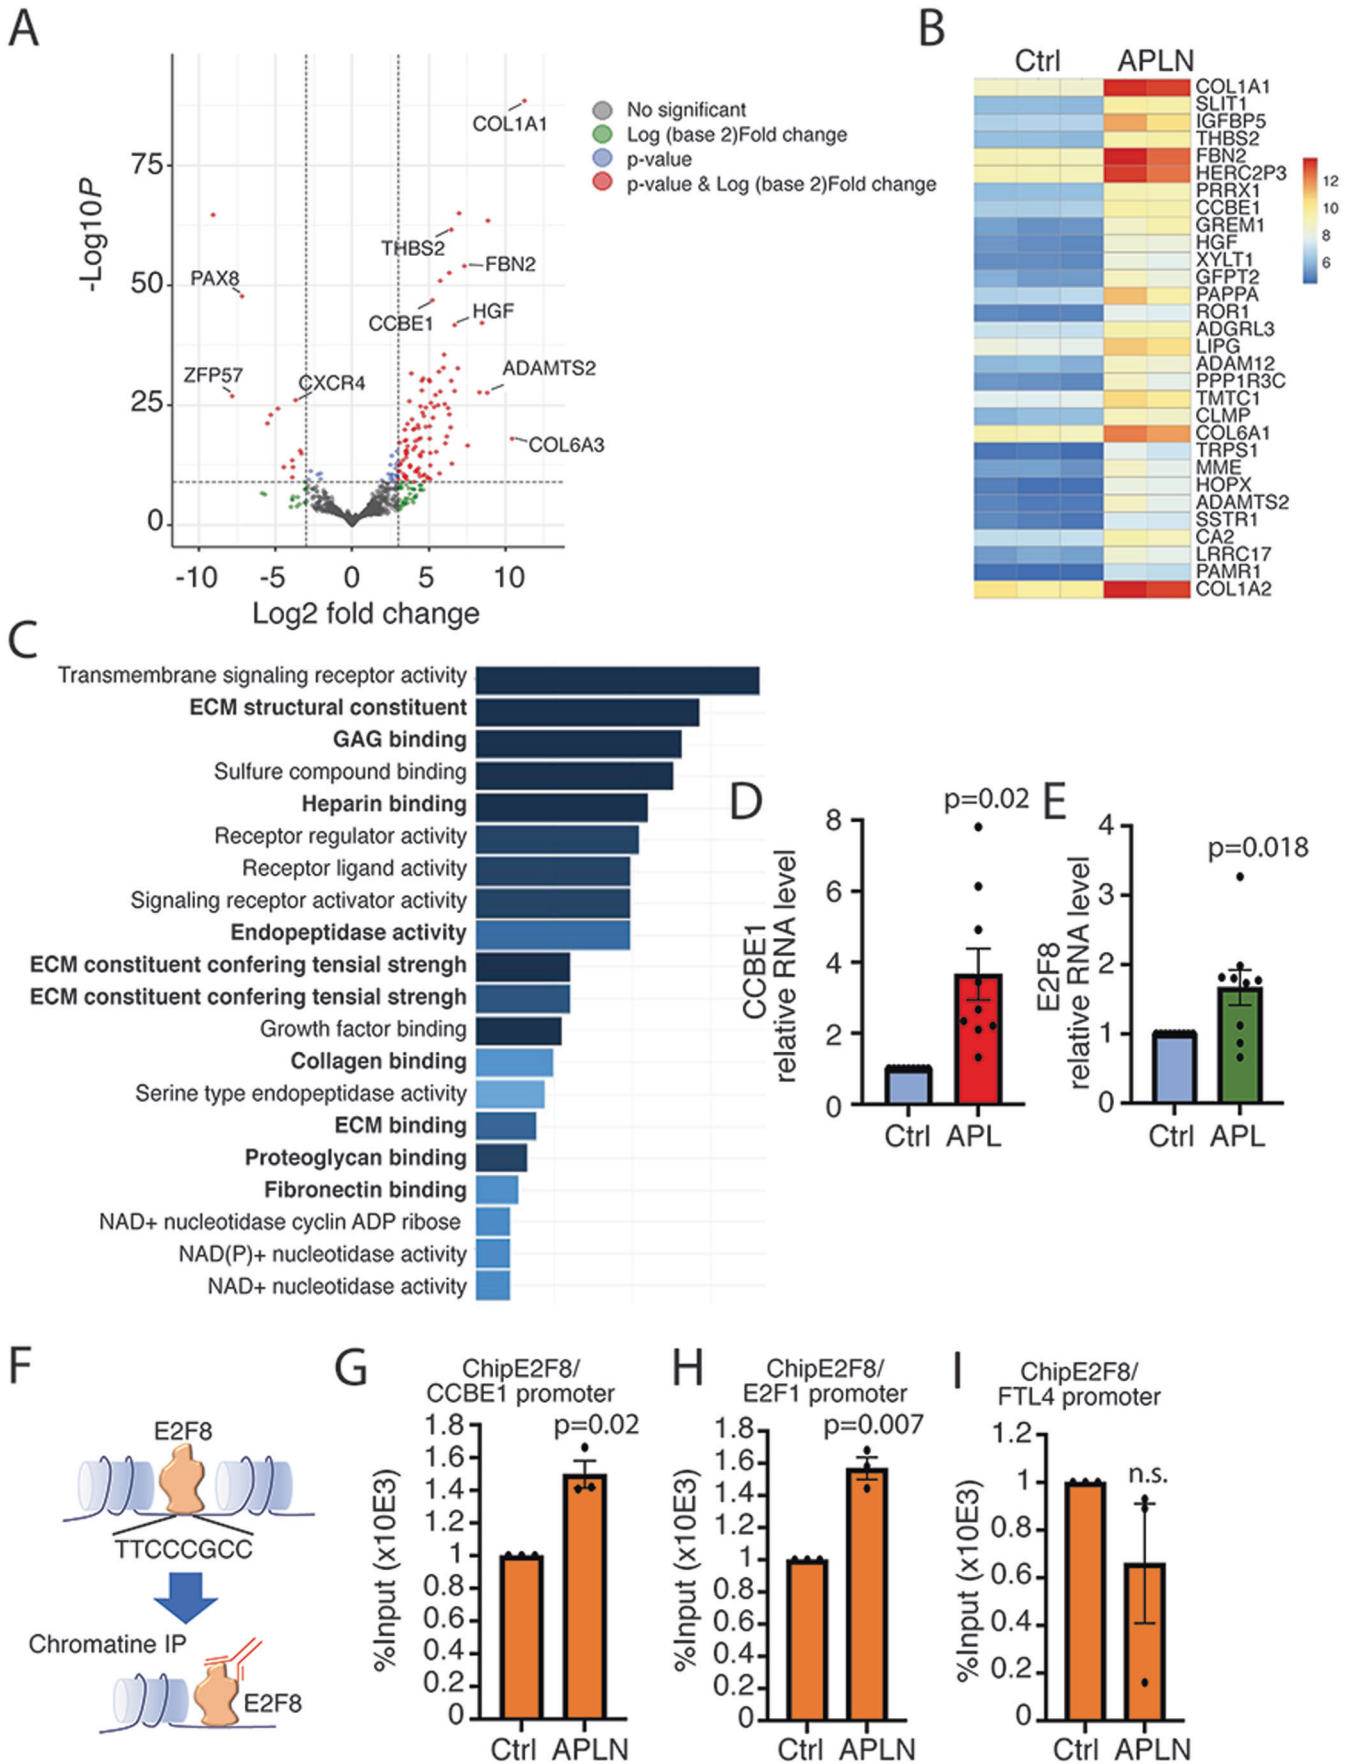 A
-Log10P
75
50
25
0
-10
-5
0
5
10
Log2 fold change
COL1A1
THBS2
FBN2
PAX8
CCBE1
HGF
ZFP57
CXCR4
ADAMTS2
COL6A3
No significant
Log (base 2)Fold change
p-value
p-value & Log (base 2)Fold change
B
Ctrl
APLN
COL1A1
SLIT1
IGFBP5
THBS2
FBN2
HERC2P3
PRRX1
CCBE1
GREM1
HGF
XYLT1
GFPT2
PAPPA
ROR1
ADGRL3
LIPG
ADAM12
PPP1R3C
TMTC1
CLMP
COL6A1
TRPS1
MME
HOPX
ADAMTS2
SSTR1
CA2
LRRC17
PAMR1
COL1A2
12
10
8
6
C
Transmembrane signaling receptor activity
ECM structural constituent
GAG binding
Sulfure compound binding
Heparin binding
Receptor regulator activity
Receptor ligand activity
Signaling receptor activator activity
Endopeptidase activity
ECM constituent confering tensial strengh
ECM constituent confering tensial strengh
Growth factor binding
Collagen binding
Serine type endopeptidase activity
ECM binding
Proteoglycan binding
Fibronectin binding
NAD+ nucleotidase cyclin ADP ribose
NAD(P)+ nucleotidase activity
NAD+ nucleotidase activity
D
p=0.02
CCBE1
relative RNA level
8
6
4
2
0
Ctrl
APL
E
p=0.018
E2F8
relative RNA level
4
3
2
1
0
Ctrl
APL
F
E2F8
TTCCCGCC
Chromatine IP
E2F8
G
ChipE2F8/
CCBE1 promoter
p=0.02
%Input (x10E3)
1.8
1.6
1.4
1.2
1
0.8
0.6
0.4
0.2
0
Ctrl
APLN
H
ChipE2F8/
E2F1 promoter
p=0.007
%Input (x10E3)
1.8
1.6
1.4
1.2
1
0.8
0.6
0.4
0.2
0
Ctrl
APLN
I
ChipE2F8/
FTL4 promoter
n.s.
%Input (x10E3)
1.2
1
0.8
0.6
0.4
0.2
0
Ctrl
APLN